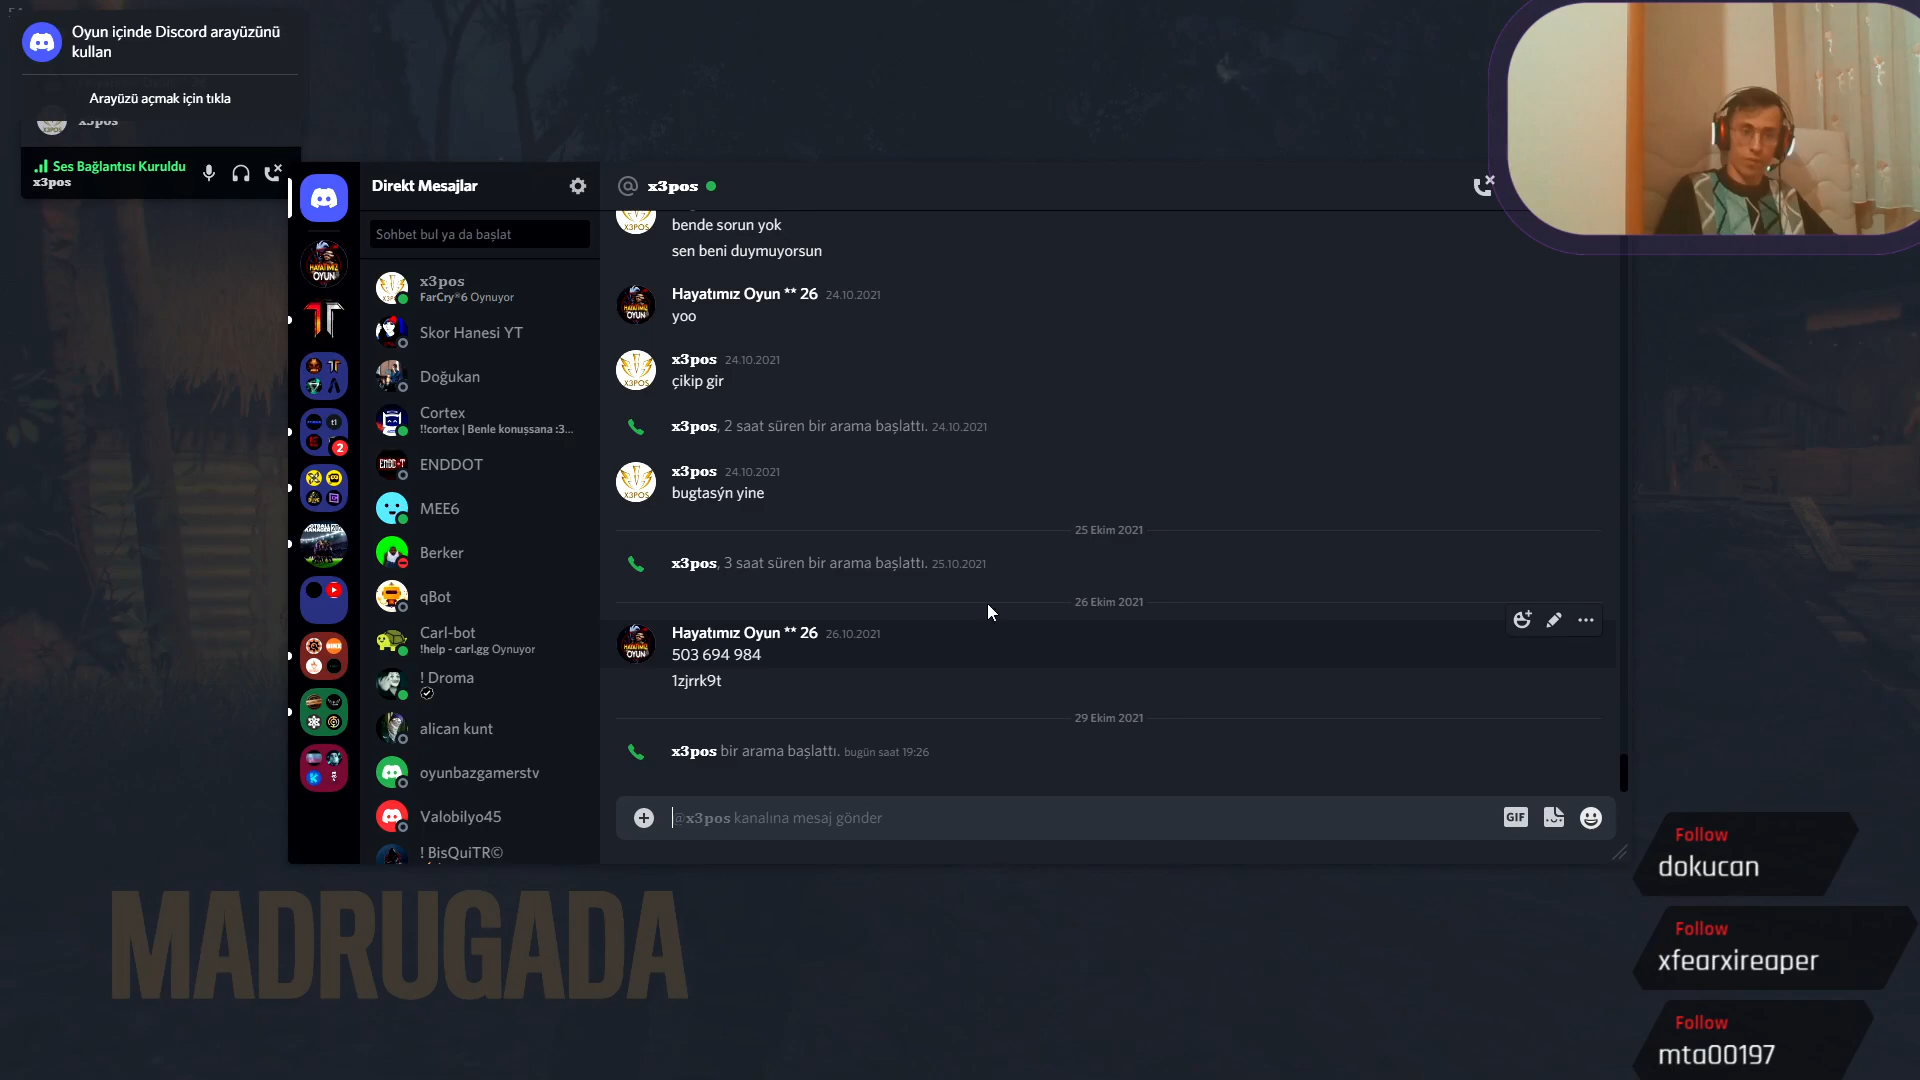 Oyun içinde Discord arayüzünü
kullan
Arayüzü açmak için tıkla
x3pos
Ses Bağlantısı Kuruldu
x3pos
Direkt Mesajlar
Sohbet bul ya da başlat
x3pos
FarCry®6 Oynuyor
Skor Hanesi YT
Doğukan
Cortex
!!cortex | Benle konuşsana :3...
ENDDOT
MEE6
Berker
qBot
Carl-bot
!help - carl.gg Oynuyor
! Droma
alican kunt
oyunbazgamerstv
Valobilyo45
! BisQuiTR©
2
x3pos
bende sorun yok
sen beni duymuyorsun
Hayatımız Oyun ** 26 24.10.2021
yoo
x3pos 24.10.2021
çikip gir
x3pos, 2 saat süren bir arama başlattı. 24.10.2021
x3pos 24.10.2021
bugtasýn yine
25 Ekim 2021
x3pos, 3 saat süren bir arama başlattı. 25.10.2021
26 Ekim 2021
Hayatımız Oyun ** 26 26.10.2021
503 694 984
1zjrrk9t
29 Ekim 2021
x3pos bir arama başlattı. bugün saat 19:26
@x3pos kanalına mesaj gönder
GIF
MADRUGADA
Follow
dokucan
Follow
xfearxireaper
Follow
mta00197